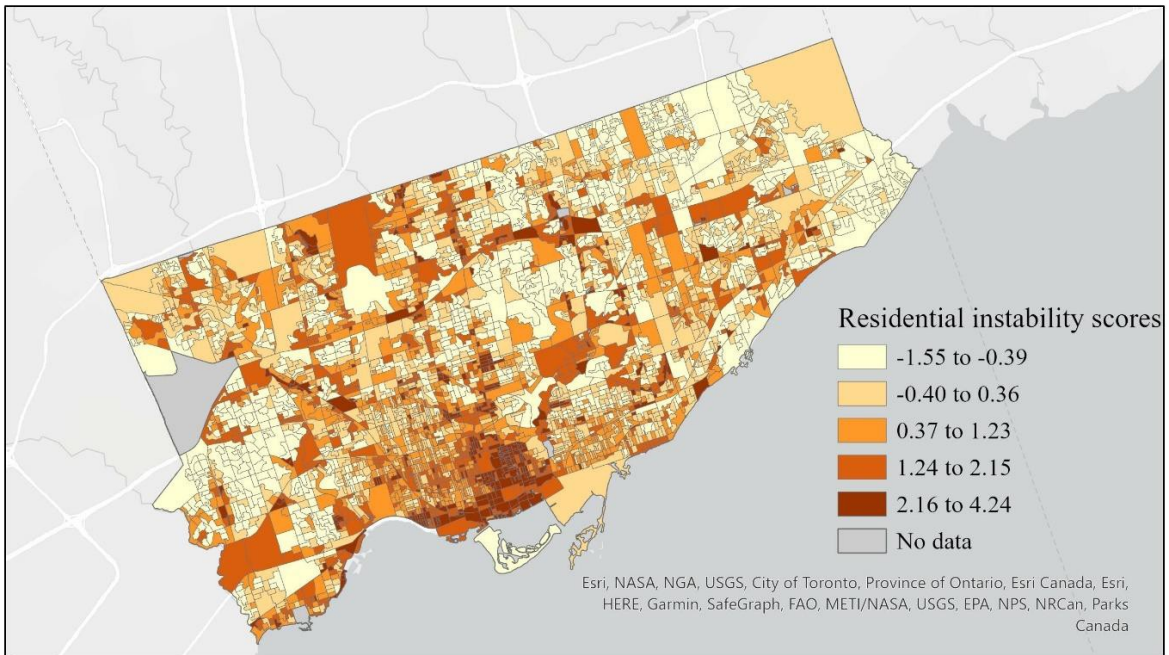 Residential instability scores
-1.55 to -0.39
-0.40 to 0.36
0.37 to 1.23
1.24 to 2.15
2.16 to 4.24
No data
Esri, NASA, NGA, USGS, City of Toronto, Province of Ontario, Esri Canada, Esri,
HERE, Garmin, SafeGraph, FAO, METI/NASA, USGS, EPA, NPS, NRCan, Parks
Canada